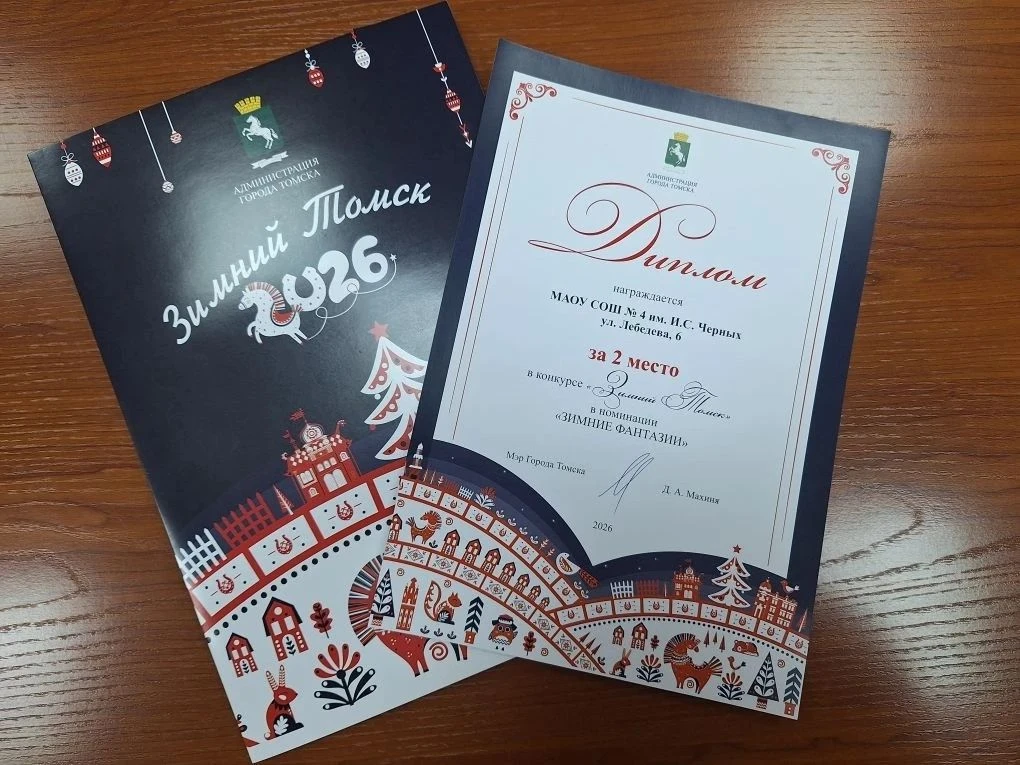 АДМИНИСТРАЦИЯ
ГОРОДА ТОМСКА
Зимний Томск
2026
АДМИНИСТРАЦИЯ
ГОРОДА ТОМСКА
Диплом
награждается
МАОУ СОШ № 4 им. И.С. Черных
ул. Лебедева, 6
за 2 место
в конкурсе «Зимний Томск»
в номинации
«ЗИМНИЕ ФАНТАЗИИ»
Мэр Города Томска
Д. А. Махиня
2026